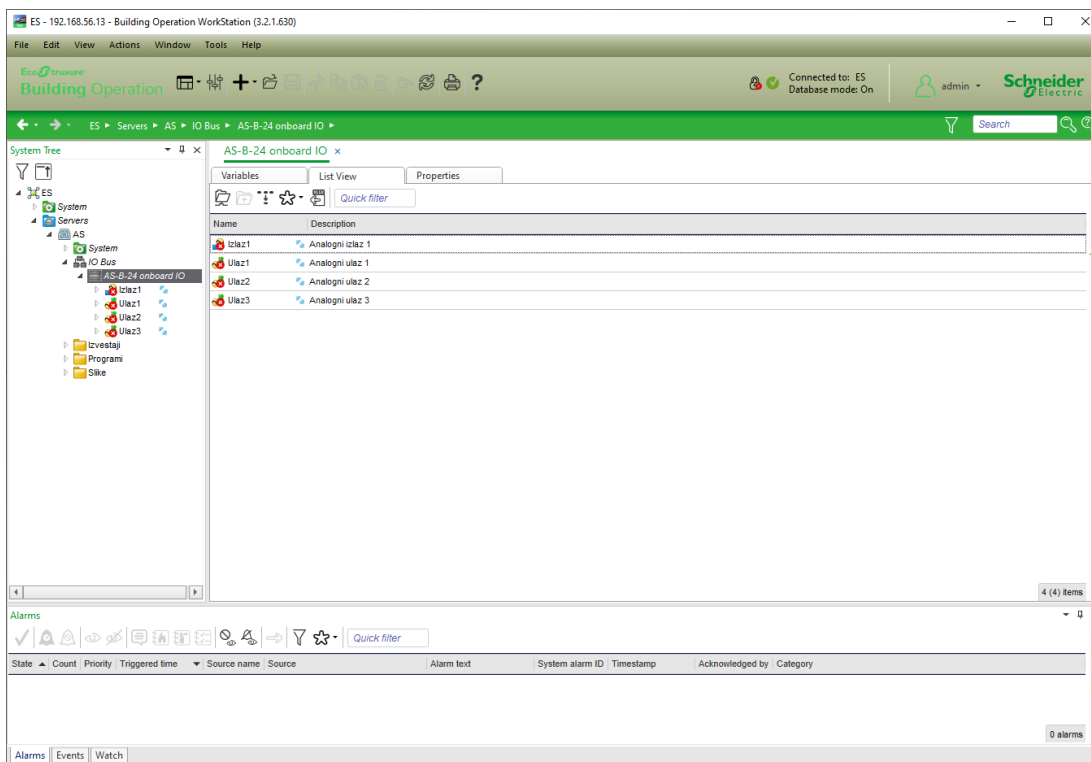 ES - 192.168.56.13 - Building Operation WorkStation (3.2.1.630)
File Edit View Actions Window Tools Help
EcoStruxure
Building Operation
Connected to: ES
Database mode: On
admin
Schneider
Electric
ES ▸ Servers ▸ AS ▸ IO Bus ▸ AS-B-24 onboard IO ▸
Search
System Tree
ES
System
Servers
AS
System
IO Bus
AS-B-24 onboard IO
Izlaz1
Ulaz1
Ulaz2
Ulaz3
Izvestaji
Programi
Slike
AS-B-24 onboard IO
Variables List View Properties
Quick filter
Name Description
Izlaz1 Analogni izlaz 1
Ulaz1 Analogni ulaz 1
Ulaz2 Analogni ulaz 2
Ulaz3 Analogni ulaz 3
4 (4) items
Alarms
Quick filter
State Count Priority Triggered time Source name Source Alarm text System alarm ID Timestamp Acknowledged by Category
0 alarms
Alarms Events Watch